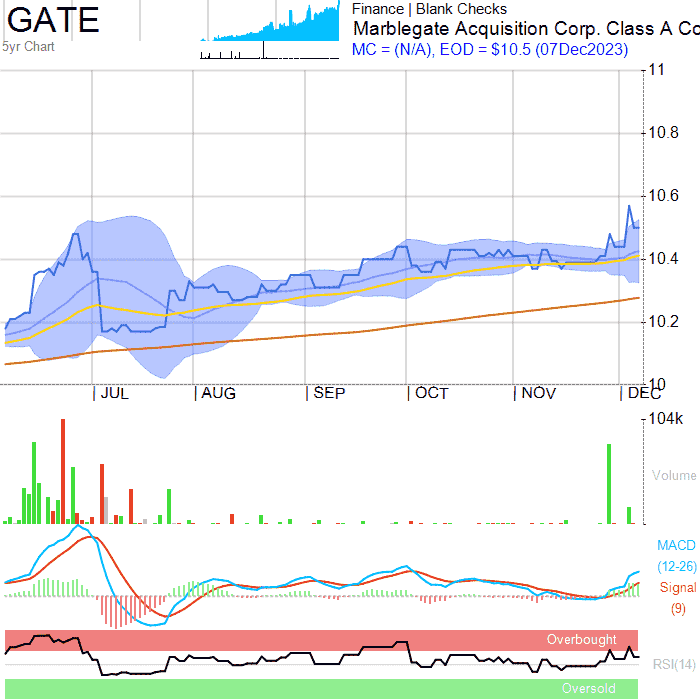 GATE
5yr Chart
Finance | Blank Checks
Marblegate Acquisition Corp. Class A Co
MC = (N/A), EOD = $10.5 (07Dec2023)
11
10.8
10.6
10.4
10.2
10
JUL AUG SEP OCT NOV DEC
104k
Volume
MACD
(12-26)
Signal
(9)
Overbought
RSI(14)
Oversold